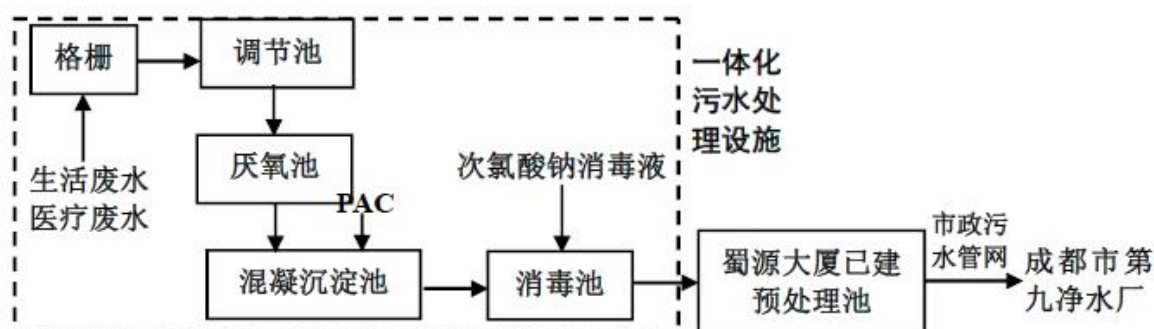 格栅
调节池
一体化
污水处
理设施
厌氧池
生活废水
医疗废水
PAC
次氯酸钠消毒液
混凝沉淀池
消毒池
蜀源大厦已建
预处理池
市政污
水管网
成都市第
九净水厂